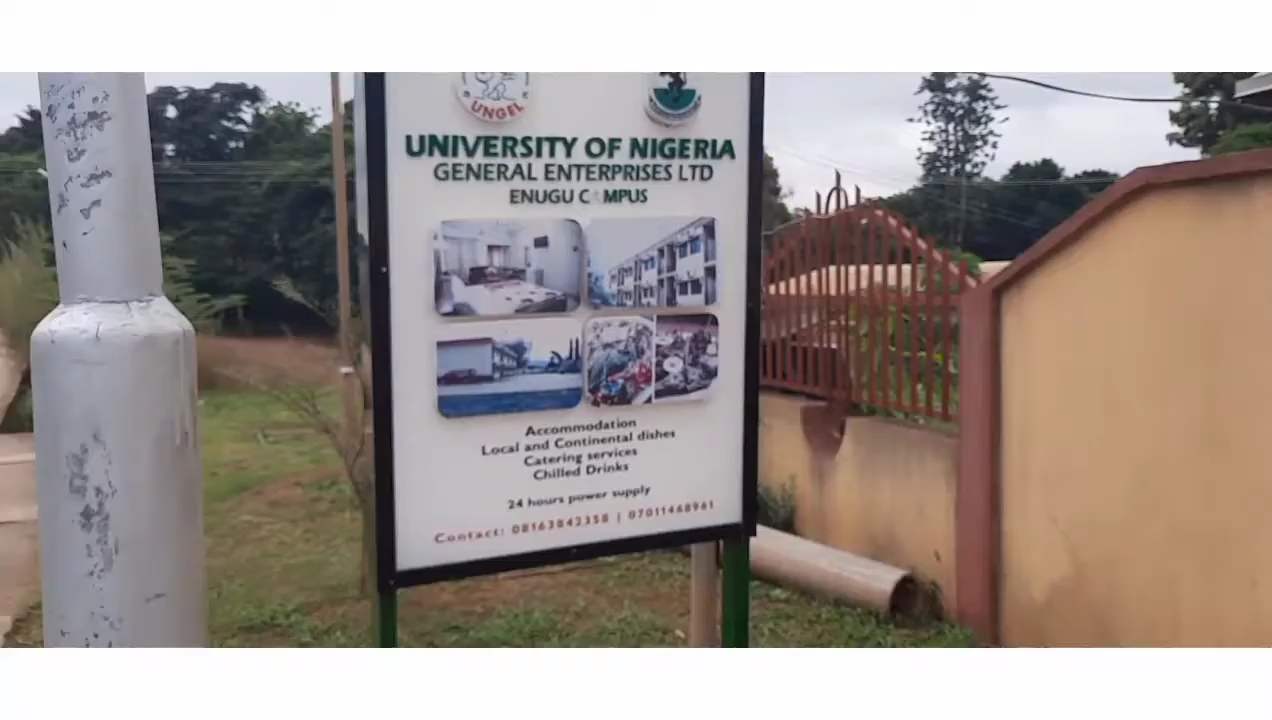 UNGEL
UNIVERSITY OF NIGERIA
GENERAL ENTERPRISES LTD
ENUGU C MPUS
Accommodation
Local and Continental dishes
Catering services
Chilled Drinks
24 hours power supply
Contact: 08163842358 | 07011468961